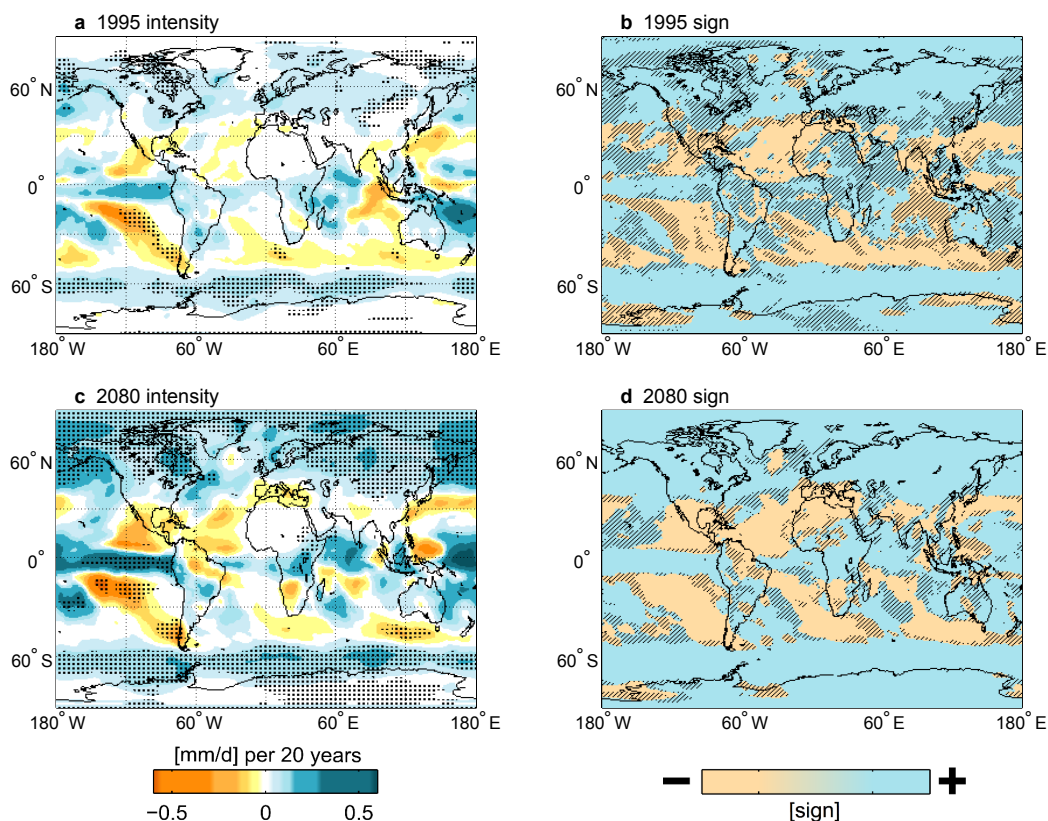 a 1995 intensity
b 1995 sign
60° N
0°
60° S
180° W
60° W
60° E
180° E
60° N
0°
60° S
180° W
60° W
60° E
180° E
c 2080 intensity
d 2080 sign
60° N
0°
60° S
180° W
60° W
60° E
180° E
60° N
0°
60° S
180° W
60° W
60° E
180° E
[mm/d] per 20 years
−0.5
0
0.5
− +
[sign]